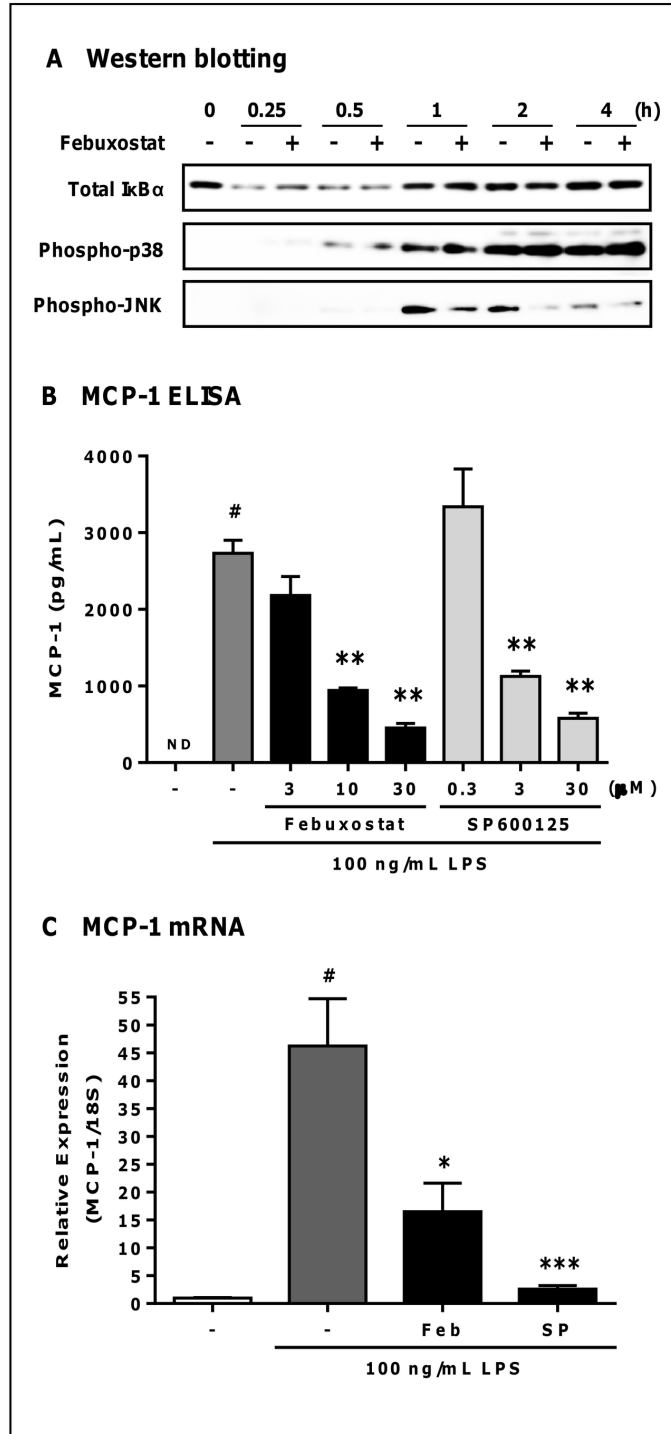 A Western blotting
0 0.25 0.5 1 2 4 (h)
Febuxostat - - + - + - + - + - +
Total IκBα
Phospho-p38
Phospho-JNK
B MCP-1 ELISA
MCP-1 (pg/mL)
4000
3000
2000
1000
0
ND
#
**
**
**
**
- - 3 10 30 0.3 3 30 (μM)
Febuxostat SP600125
100 ng/mL LPS
C MCP-1 mRNA
Relative Expression
(MCP-1/18S)
55
50
45
40
35
30
25
20
15
10
5
0
#
*
***
- - Feb SP
100 ng/mL LPS